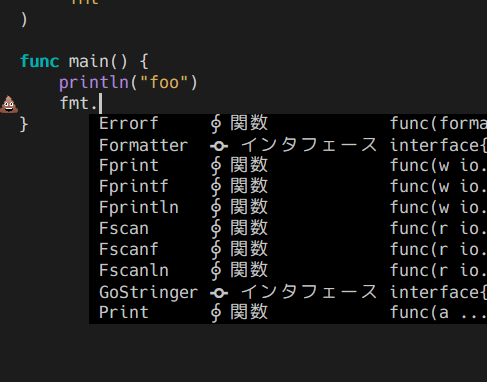 "fmt"
)
func main() {
println("foo")
fmt.
}
Errorf ∮ 関数 func(forma
Formatter インタフェース interface{
Fprint ∮ 関数 func(w io.
Fprintf ∮ 関数 func(w io.
Fprintln ∮ 関数 func(w io.
Fscan ∮ 関数 func(r io.
Fscanf ∮ 関数 func(r io.
Fscanln ∮ 関数 func(r io.
GoStringer インタフェース interface{
Print ∮ 関数 func(a ...